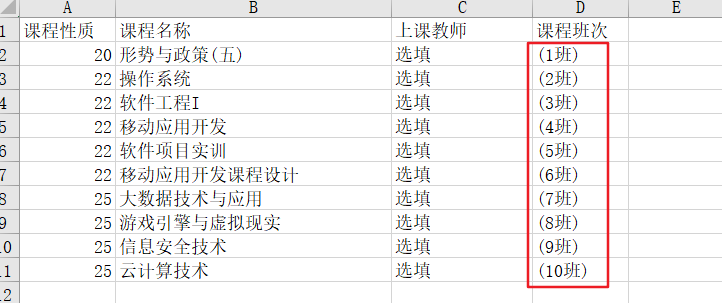 A B C D E
1 课程性质 课程名称 上课教师 课程班次
2 20 形势与政策(五) 选填 (1班)
3 22 操作系统 选填 (2班)
4 22 软件工程I 选填 (3班)
5 22 移动应用开发 选填 (4班)
6 22 软件项目实训 选填 (5班)
7 22 移动应用开发课程设计 选填 (6班)
8 25 大数据技术与应用 选填 (7班)
9 25 游戏引擎与虚拟现实 选填 (8班)
10 25 信息安全技术 选填 (9班)
11 25 云计算技术 选填 (10班)
12